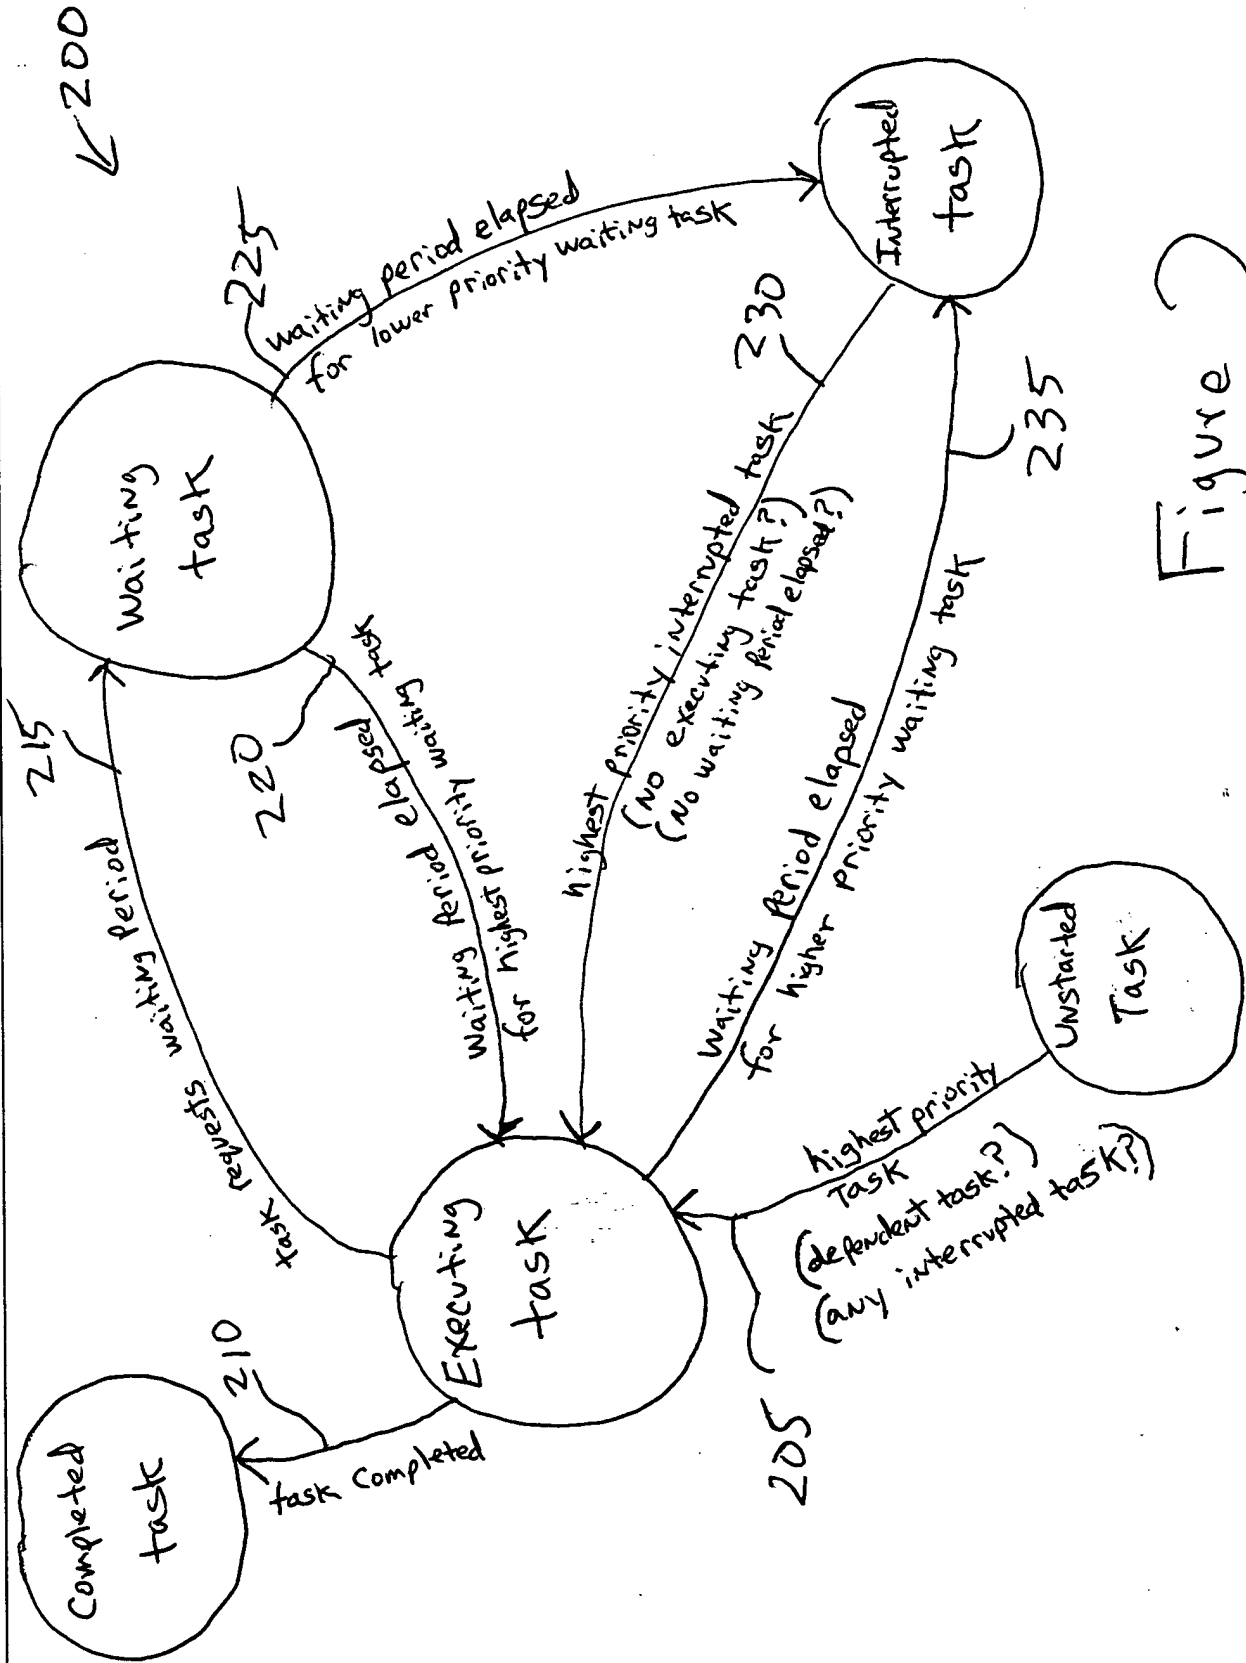 200
Completed
task
210
task completed
Executing
task
215
task requests waiting Period
Waiting
task
220
Waiting Period elapsed
for highest priority waiting task
225
waiting period elapsed
for lower priority waiting task
Interrupted
task
230
highest priority interrupted task
(No executing task?)
(No waiting period elapsed?)
235
Waiting Period elapsed
for higher priority waiting task
205
highest priority
Task
(dependent task?)
(any interrupted task?)
Unstarted
Task
Figure